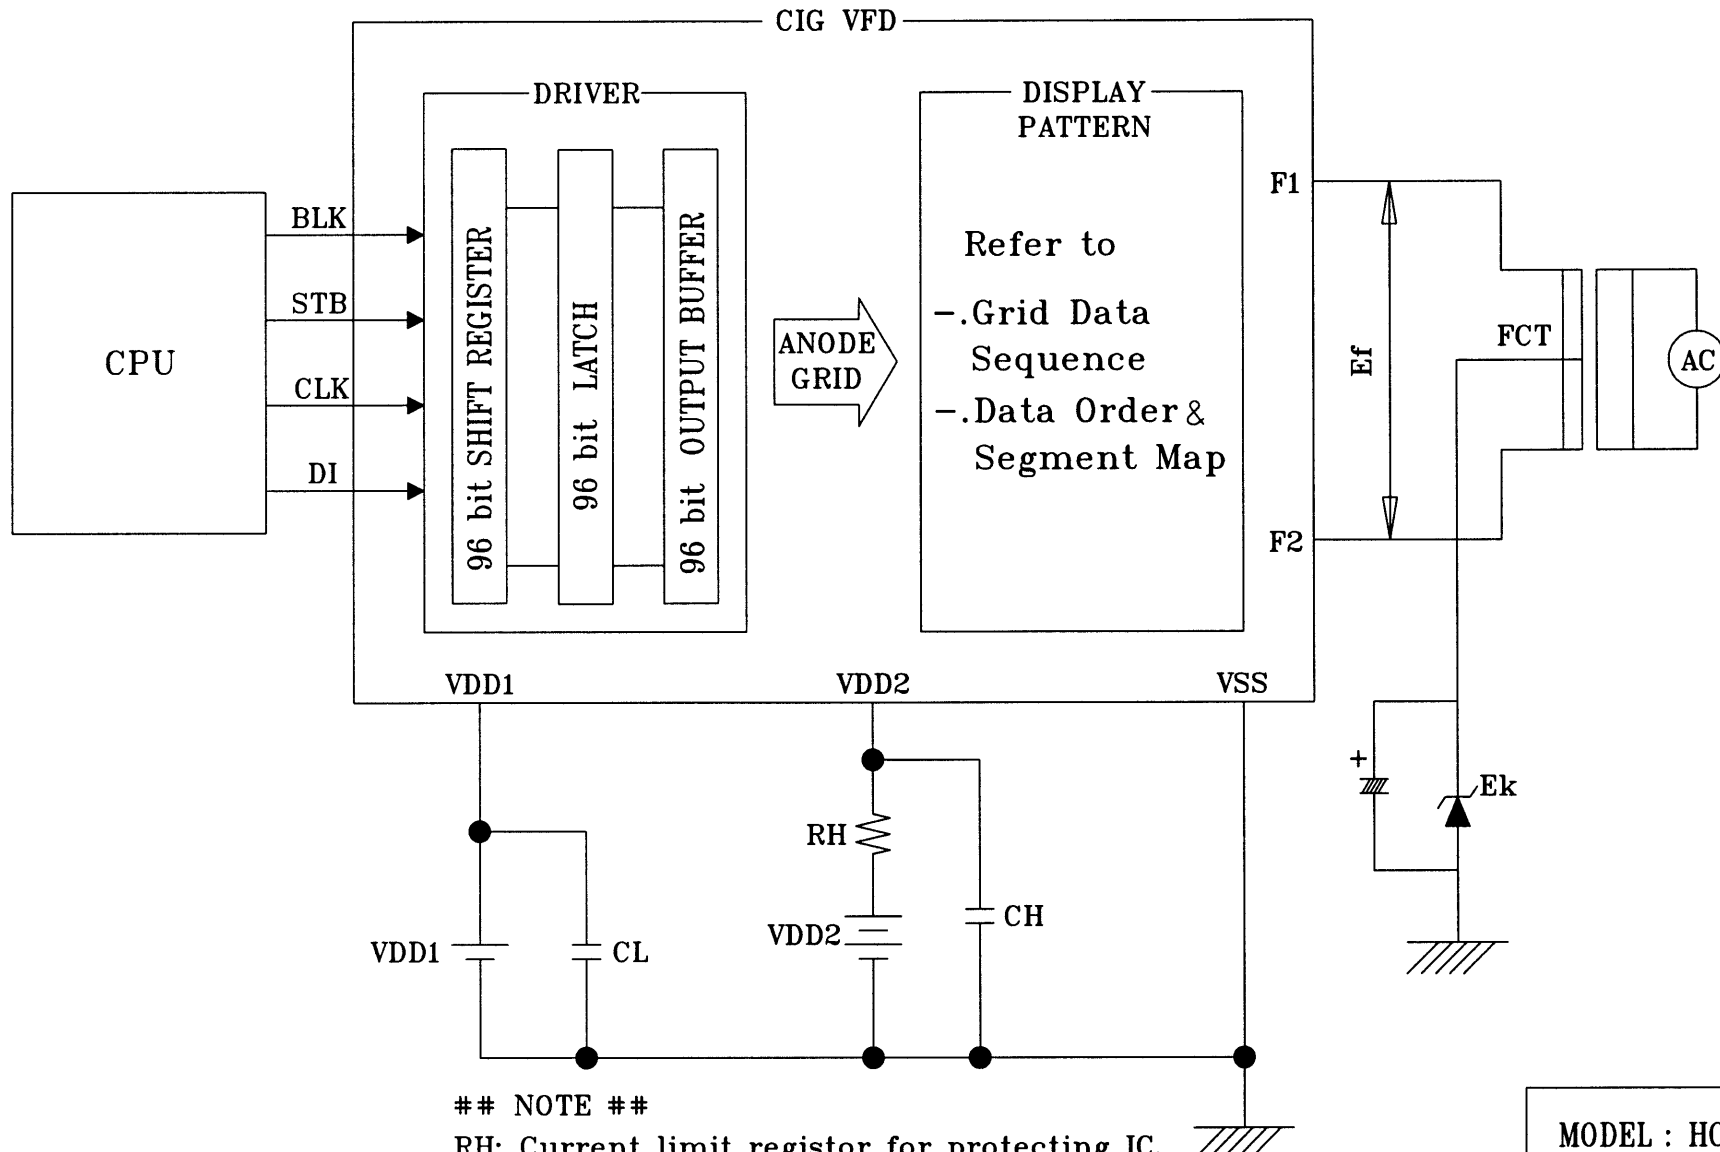 CIG VFD
DRIVER
DISPLAY
PATTERN
CPU
BLK
STB
CLK
DI
96 bit SHIFT REGISTER
96 bit LATCH
96 bit OUTPUT BUFFER
ANODE
GRID
Refer to
-.Grid Data
Sequence
-.Data Order &
Segment Map
F1
F2
Ef
FCT
AC
VDD1
VDD2
VSS
+
Ek
RH
VDD1
CL
VDD2
CH
## NOTE ##
RH: Current limit registor for protecting IC.
MODEL : HC